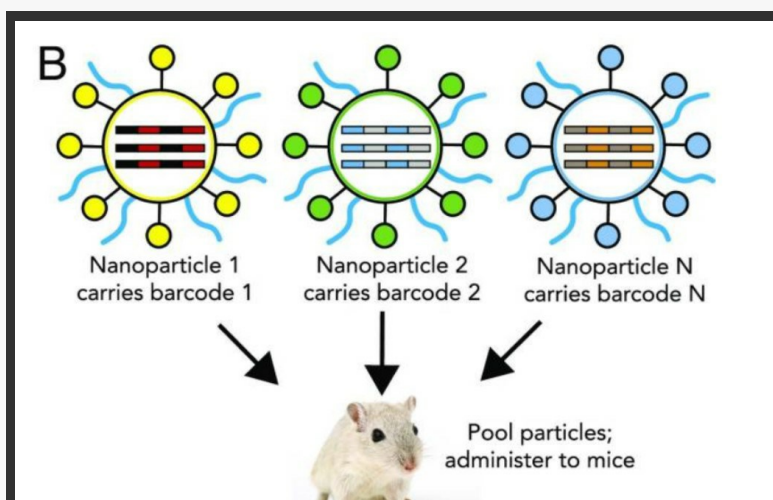 B
Nanoparticle 1
carries barcode 1
Nanoparticle 2
carries barcode 2
Nanoparticle N
carries barcode N
Pool particles;
administer to mice